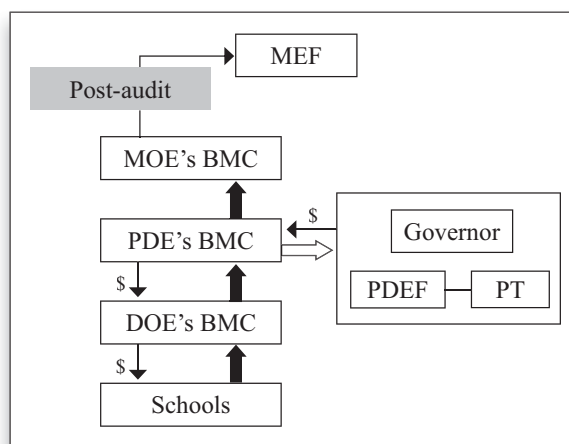 MEF
Post-audit
MOE's BMC
$
PDE's BMC
Governor
$
PDEF
PT
DOE's BMC
$
Schools